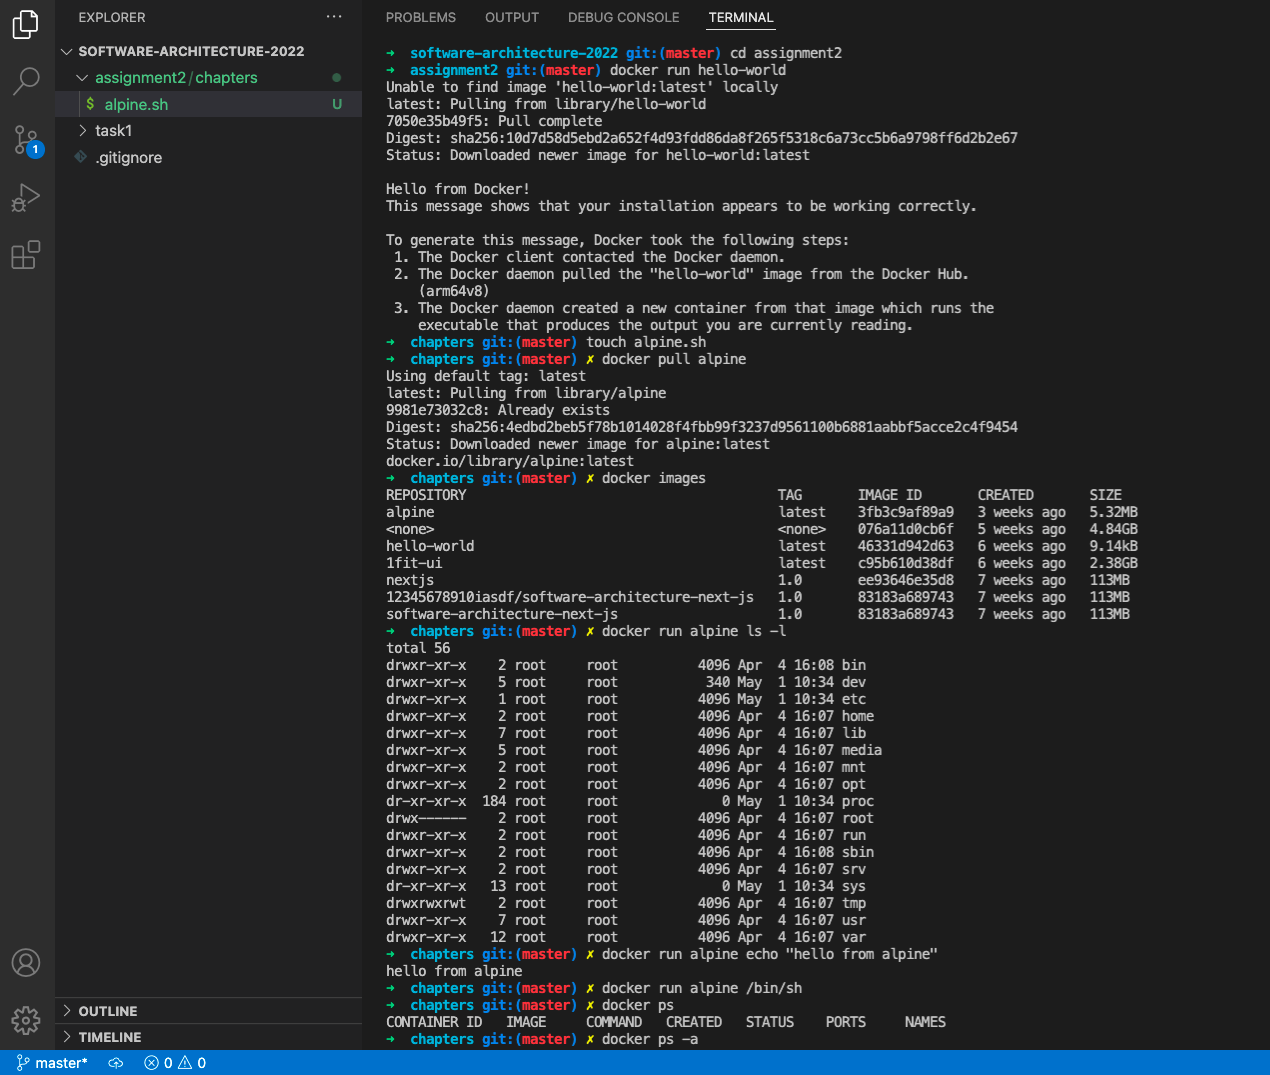 EXPLORER ...
SOFTWARE-ARCHITECTURE-2022
assignment2 / chapters
$ alpine.sh U
task1
.gitignore
1
OUTLINE
TIMELINE
PROBLEMS OUTPUT DEBUG CONSOLE TERMINAL
→ software-architecture-2022 git:(master) cd assignment2
→ assignment2 git:(master) docker run hello-world
Unable to find image 'hello-world:latest' locally
latest: Pulling from library/hello-world
7050e35b49f5: Pull complete
Digest: sha256:10d7d58d5ebd2a652f4d93fdd86da8f265f5318c6a73cc5b6a9798ff6d2b2e67
Status: Downloaded newer image for hello-world:latest
Hello from Docker!
This message shows that your installation appears to be working correctly.
To generate this message, Docker took the following steps:
1. The Docker client contacted the Docker daemon.
2. The Docker daemon pulled the "hello-world" image from the Docker Hub.
(arm64v8)
3. The Docker daemon created a new container from that image which runs the
executable that produces the output you are currently reading.
→ chapters git:(master) touch alpine.sh
→ chapters git:(master) ✗ docker pull alpine
Using default tag: latest
latest: Pulling from library/alpine
9981e73032c8: Already exists
Digest: sha256:4edbd2beb5f78b1014028f4fbb99f3237d9561100b6881aabbf5acce2c4f9454
Status: Downloaded newer image for alpine:latest
docker.io/library/alpine:latest
→ chapters git:(master) ✗ docker images
REPOSITORY TAG IMAGE ID CREATED SIZE
alpine latest 3fb3c9af89a9 3 weeks ago 5.32MB
<none> <none> 076a11d0cb6f 5 weeks ago 4.84GB
hello-world latest 46331d942d63 6 weeks ago 9.14kB
1fit-ui latest c95b610d38df 6 weeks ago 2.38GB
nextjs 1.0 ee93646e35d8 7 weeks ago 113MB
12345678910iasdf/software-architecture-next-js 1.0 83183a689743 7 weeks ago 113MB
software-architecture-next-js 1.0 83183a689743 7 weeks ago 113MB
→ chapters git:(master) ✗ docker run alpine ls -l
total 56
drwxr-xr-x 2 root root 4096 Apr 4 16:08 bin
drwxr-xr-x 5 root root 340 May 1 10:34 dev
drwxr-xr-x 1 root root 4096 May 1 10:34 etc
drwxr-xr-x 2 root root 4096 Apr 4 16:07 home
drwxr-xr-x 7 root root 4096 Apr 4 16:07 lib
drwxr-xr-x 5 root root 4096 Apr 4 16:07 media
drwxr-xr-x 2 root root 4096 Apr 4 16:07 mnt
drwxr-xr-x 2 root root 4096 Apr 4 16:07 opt
dr-xr-xr-x 184 root root 0 May 1 10:34 proc
drwx------ 2 root root 4096 Apr 4 16:07 root
drwxr-xr-x 2 root root 4096 Apr 4 16:07 run
drwxr-xr-x 2 root root 4096 Apr 4 16:08 sbin
drwxr-xr-x 2 root root 4096 Apr 4 16:07 srv
dr-xr-xr-x 13 root root 0 May 1 10:34 sys
drwxrwxrwt 2 root root 4096 Apr 4 16:07 tmp
drwxr-xr-x 7 root root 4096 Apr 4 16:07 usr
drwxr-xr-x 12 root root 4096 Apr 4 16:07 var
→ chapters git:(master) ✗ docker run alpine echo "hello from alpine"
hello from alpine
→ chapters git:(master) ✗ docker run alpine /bin/sh
→ chapters git:(master) ✗ docker ps
CONTAINER ID IMAGE COMMAND CREATED STATUS PORTS NAMES
→ chapters git:(master) ✗ docker ps -a
master* 0 0